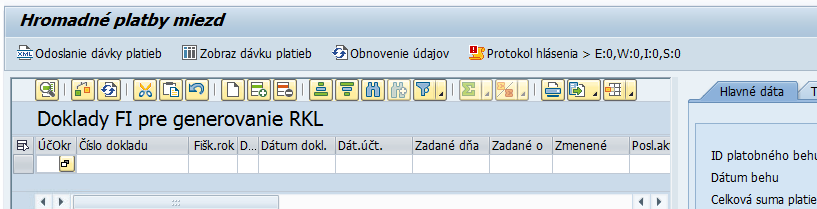 Hromadné platby miezd
Odoslanie dávky platieb Zobraz dávku platieb Obnovenie údajov Protokol hlásenia > E:0,W:0,I:0,S:0
Hlavné dáta T
Doklady FI pre generovanie RKL
ÚčOkr Číslo dokladu Fišk.rok D... Dátum dokl. Dát.účt. Zadané dňa Zadané o Zmenené Posl.akt
ID platobného behu
Dátum behu
Celková suma platieb